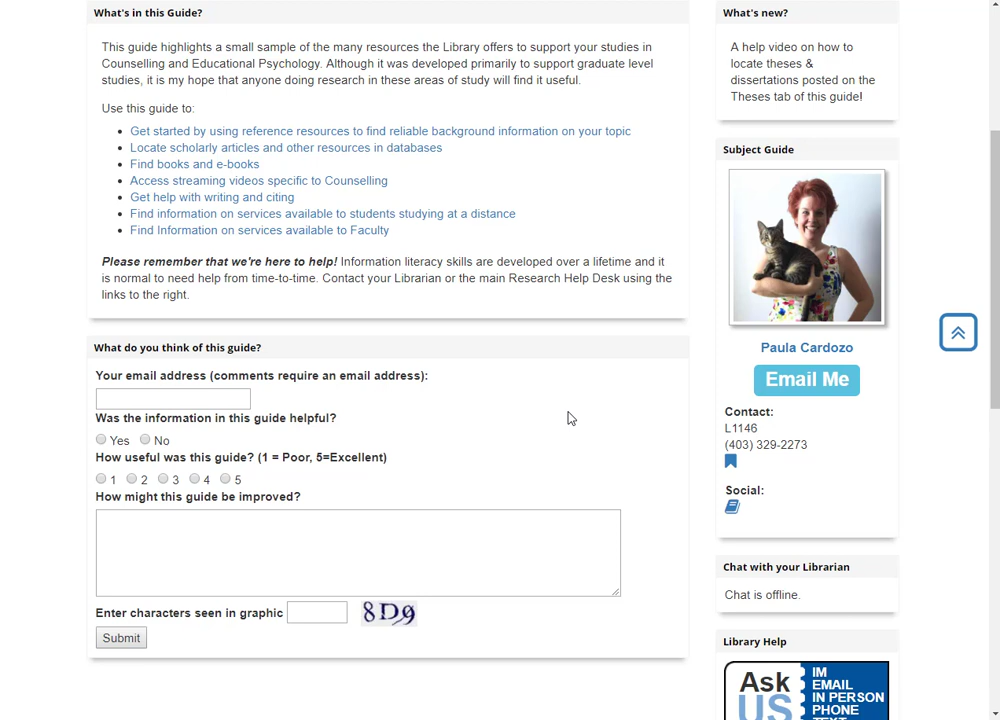 What's in this Guide?
This guide highlights a small sample of the many resources the Library offers to support your studies in
Counselling and Educational Psychology. Although it was developed primarily to support graduate level
studies, it is my hope that anyone doing research in these areas of study will find it useful.
Use this guide to:
Get started by using reference resources to find reliable background information on your topic
Locate scholarly articles and other resources in databases
Find books and e-books
Access streaming videos specific to Counselling
Get help with writing and citing
Find information on services available to students studying at a distance
Find Information on services available to Faculty
Please remember that we're here to help! Information literacy skills are developed over a lifetime and it
is normal to need help from time-to-time. Contact your Librarian or the main Research Help Desk using the
links to the right.
What do you think of this guide?
Your email address (comments require an email address):
Was the information in this guide helpful?
Yes No
How useful was this guide? (1 = Poor, 5=Excellent)
1 2 3 4 5
How might this guide be improved?
Enter characters seen in graphic 8D9
Submit
What's new?
A help video on how to
locate theses &
dissertations posted on the
Theses tab of this guide!
Subject Guide
Paula Cardozo
Email Me
Contact:
L1146
(403) 329-2273
Social:
Chat with your Librarian
Chat is offline.
Library Help
Ask
US
IM
EMAIL
IN PERSON
PHONE
TEXT